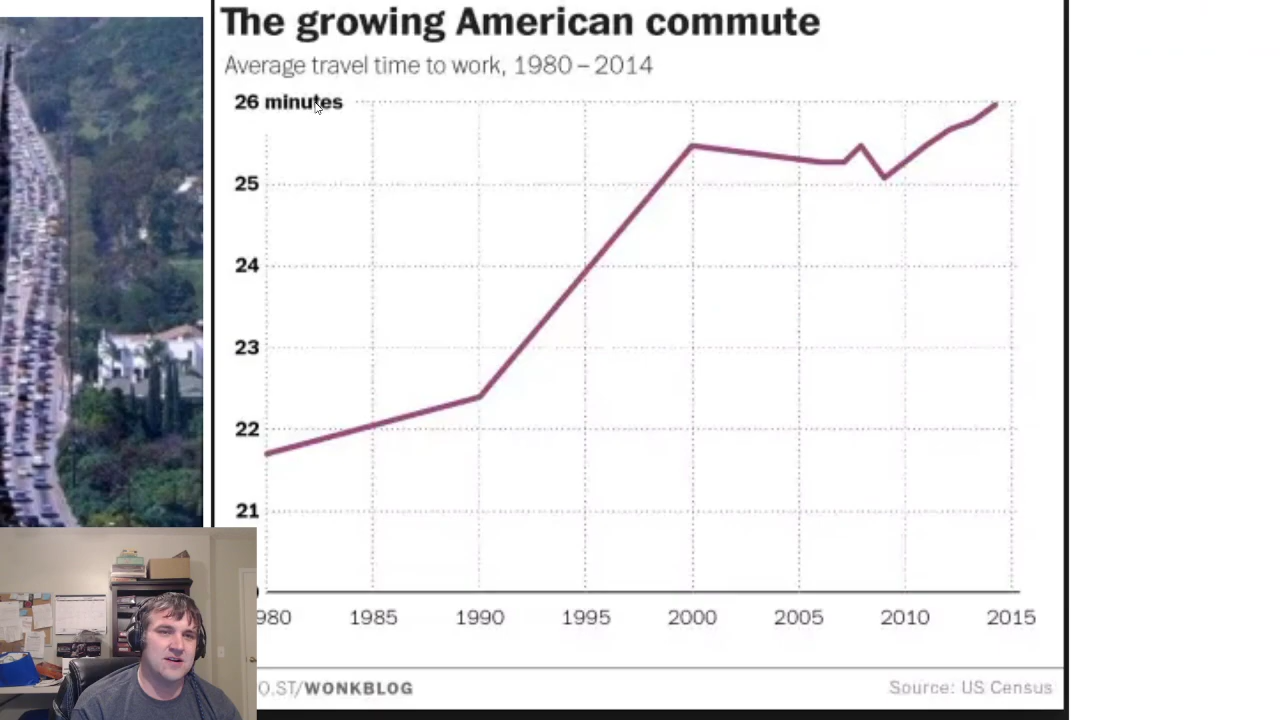 The growing American commute
Average travel time to work, 1980 – 2014
26 minutes
25
24
23
22
21
980 1985 1990 1995 2000 2005 2010 2015
O.ST/WONKBLOG
Source: US Census